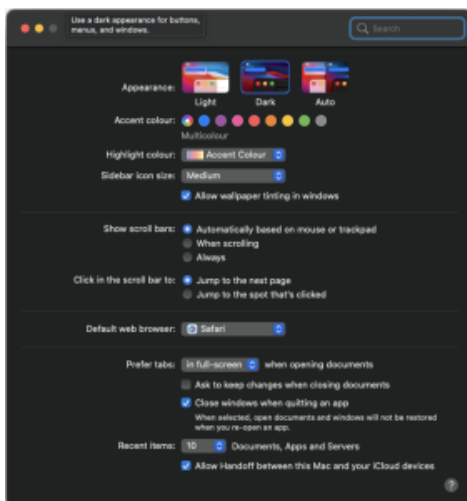 Use a dark appearance for buttons,
menus, and windows.
Search
Appearance:
Light Dark Auto
Accent colour:
Multicolour
Highlight colour: Accent Colour
Sidebar icon size: Medium
Allow wallpaper tinting in windows
Show scroll bars: Automatically based on mouse or trackpad
When scrolling
Always
Click in the scroll bar to: Jump to the next page
Jump to the spot that's clicked
Default web browser: Safari
Prefer tabs: in full-screen when opening documents
Ask to keep changes when closing documents
Close windows when quitting an app
When selected, open documents and windows will not be restored
when you re-open an app.
Recent items: 10 Documents, Apps and Servers
Allow Handoff between this Mac and your iCloud devices
?